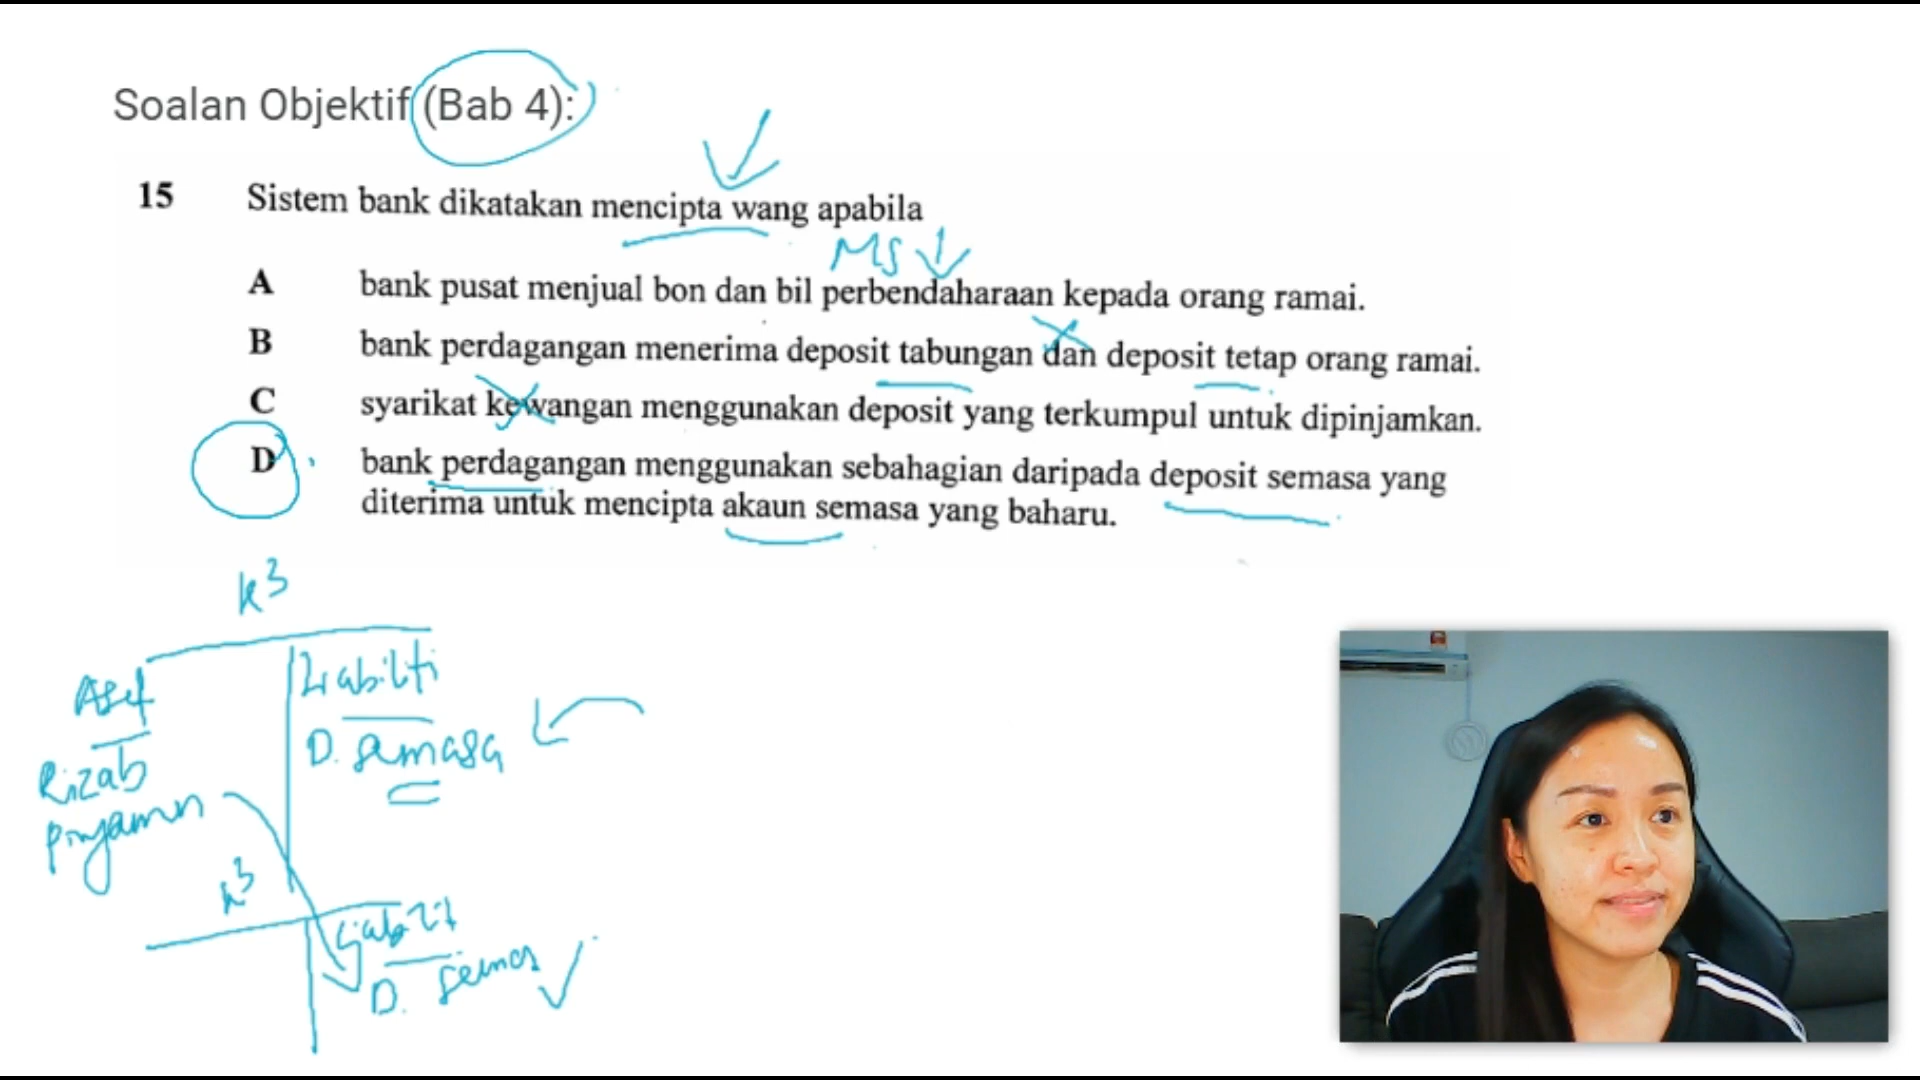 Soalan Objektif (Bab 4):
15 Sistem bank dikatakan mencipta wang apabila
MS ↓
A bank pusat menjual bon dan bil perbendaharaan kepada orang ramai.
B bank perdagangan menerima deposit tabungan dan deposit tetap orang ramai.
C syarikat kewangan menggunakan deposit yang terkumpul untuk dipinjamkan.
D bank perdagangan menggunakan sebahagian daripada deposit semasa yang
diterima untuk mencipta akaun semasa yang baharu.
k³
Aset Liabiliti
Rizab D. semasa
k³
D.